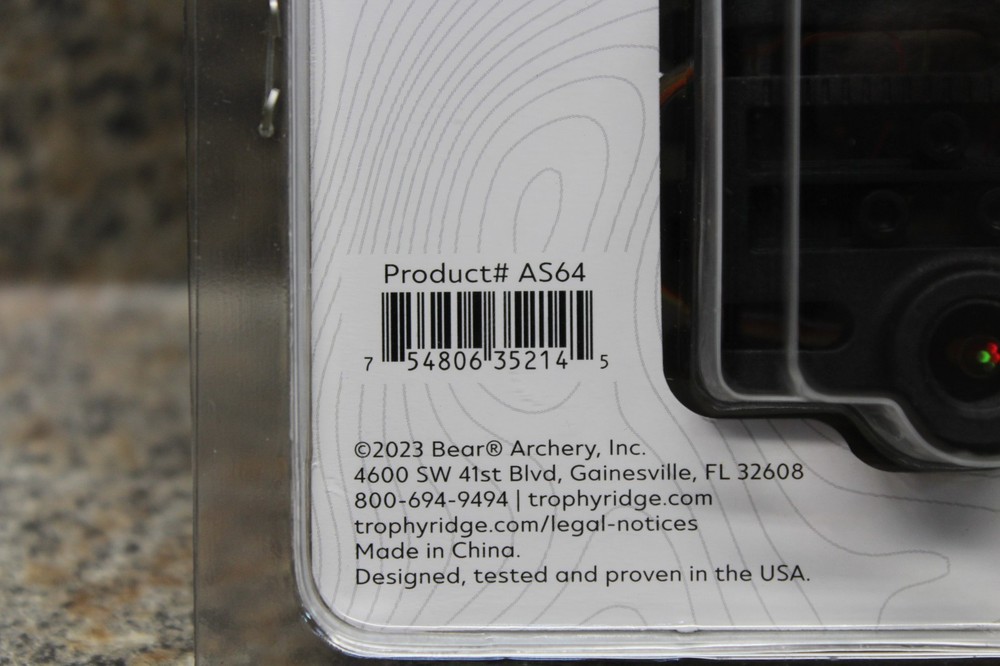 Product# AS64
7 54806 35214 5
©2023 Bear® Archery, Inc.
4600 SW 41st Blvd, Gainesville, FL 32608
800-694-9494 | trophyridge.com
trophyridge.com/legal-notices
Made in China.
Designed, tested and proven in the USA.